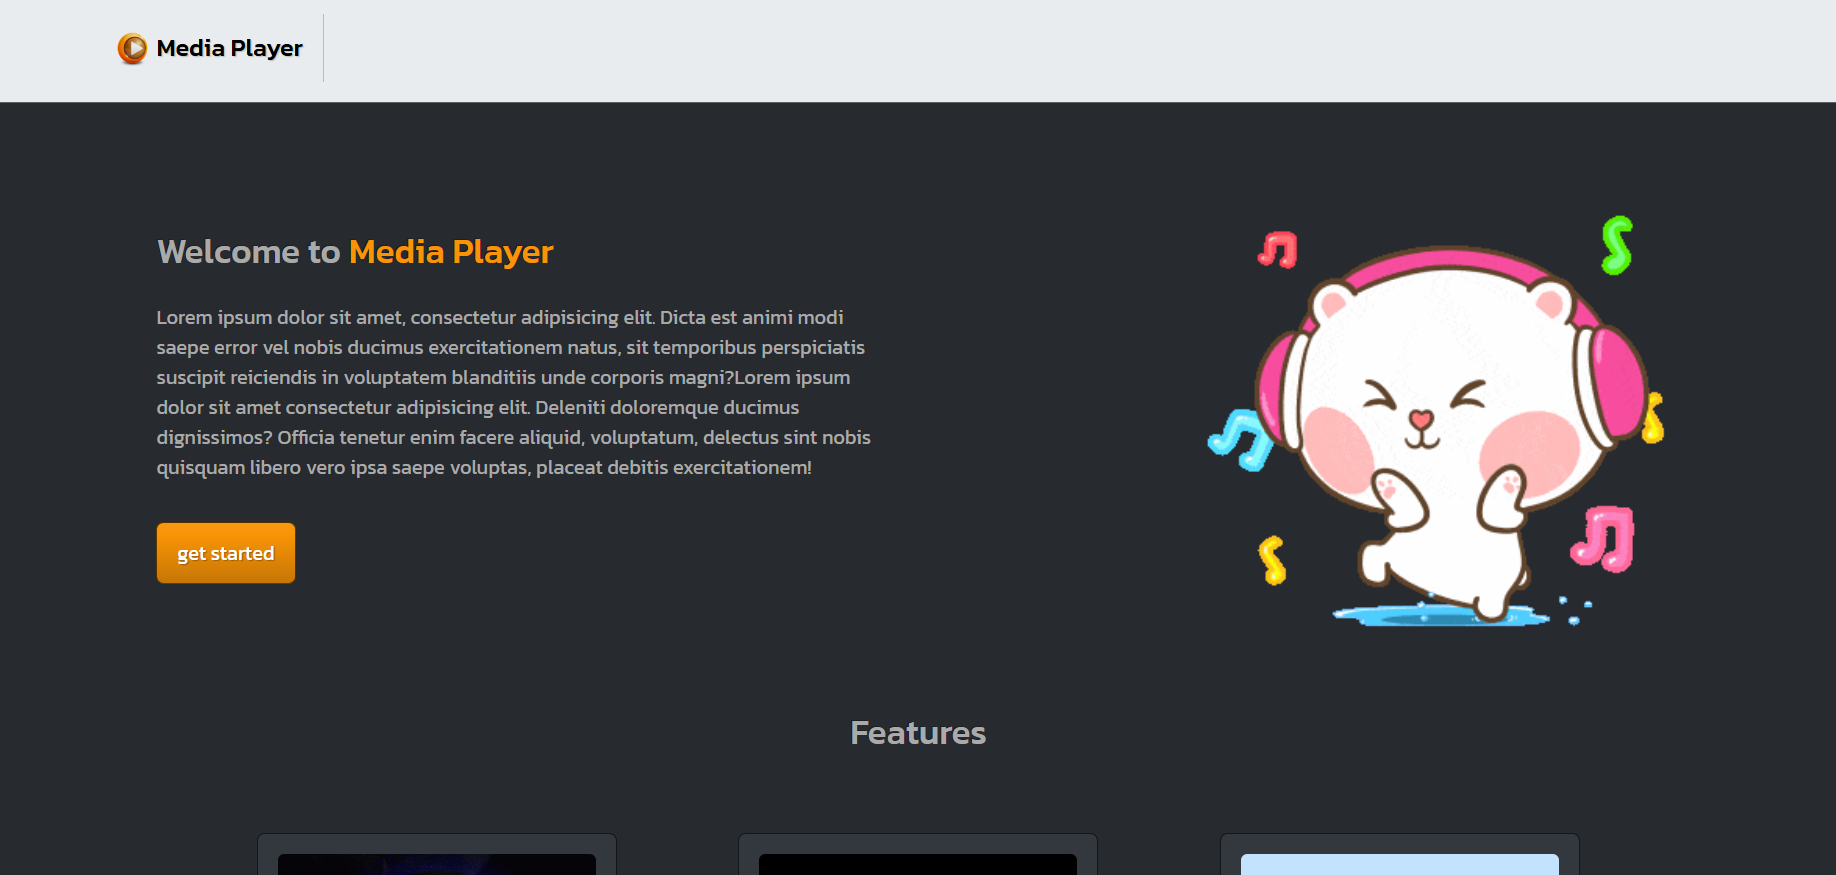 Media Player
Welcome to Media Player
Lorem ipsum dolor sit amet, consectetur adipisicing elit. Dicta est animi modi
saepe error vel nobis ducimus exercitationem natus, sit temporibus perspiciatis
suscipit reiciendis in voluptatem blanditiis unde corporis magni?Lorem ipsum
dolor sit amet consectetur adipisicing elit. Deleniti doloremque ducimus
dignissimos? Officia tenetur enim facere aliquid, voluptatum, delectus sint nobis
quisquam libero vero ipsa saepe voluptas, placeat debitis exercitationem!
get started
Features